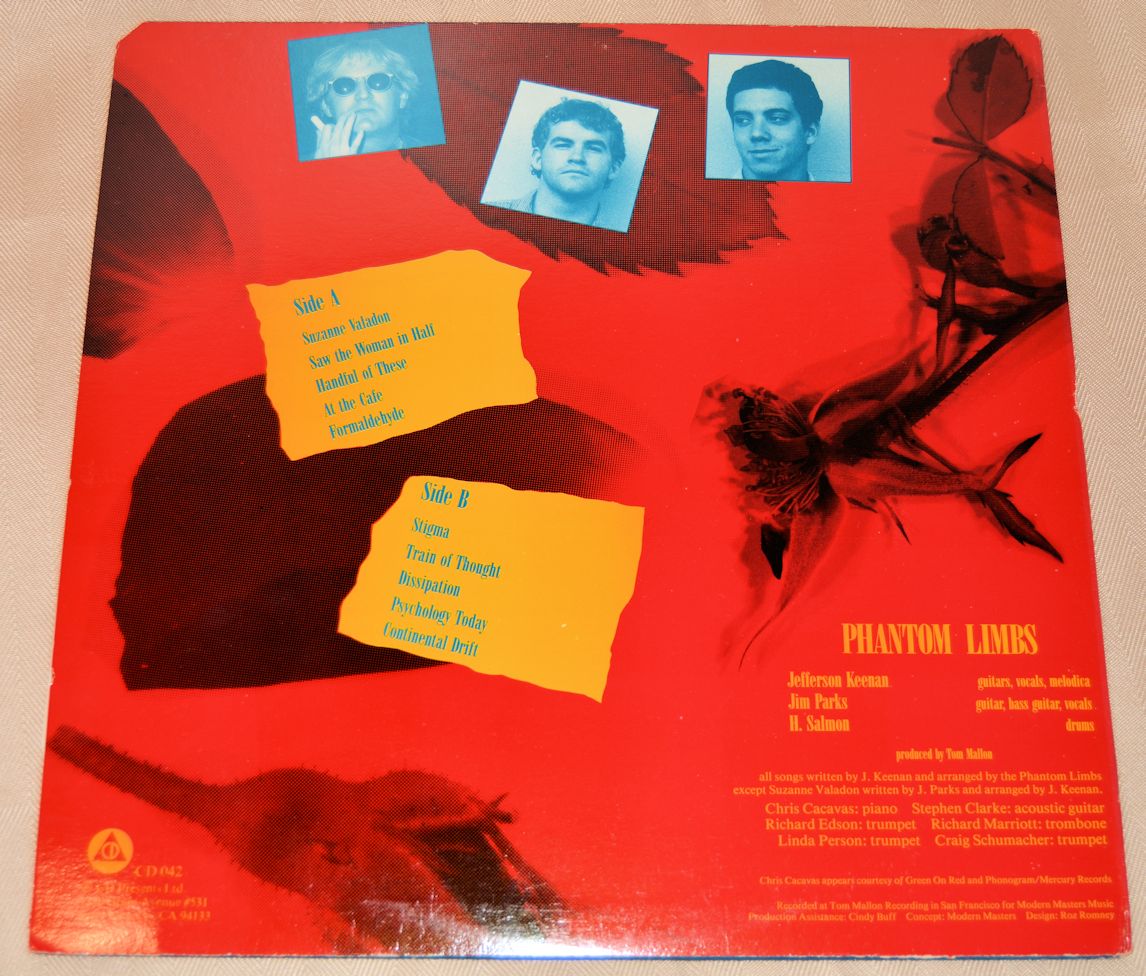 Side A
Suzanne Valadon
Saw the Woman in Half
Handful of These
At the Cafe
Formaldehyde
Side B
Stigma
Train of Thought
Dissipation
Psychology Today
Continental Drift
PHANTOM LIMBS
Jefferson Keenan guitars, vocals, melodica
Jim Parks guitar, bass guitar, vocals
H. Salmon drums
produced by Tom Mallon
all songs written by J. Keenan and arranged by the Phantom Limbs
except Suzanne Valadon written by J. Parks and arranged by J. Keenan.
Chris Cacavas: piano Stephen Clarke: acoustic guitar
Richard Edson: trumpet Richard Marriott: trombone
Linda Person: trumpet Craig Schumacher: trumpet
Chris Cacavas appears courtesy of Green On Red and Phonogram/Mercury Records
Recorded at Tom Mallon Recording in San Francisco for Modern Masters Music
Production Assistance: Cindy Buff Concept: Modern Masters Design: Roz Romney
CD
CD 042
Presents Ltd.
Avenue #531
CA 94133